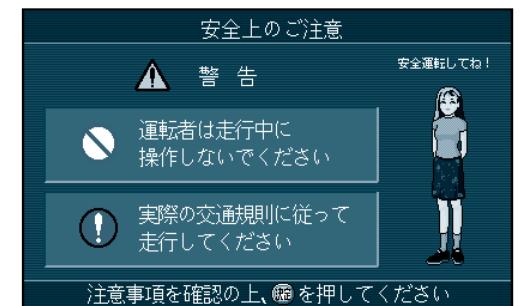 安全上のご注意
警 告
安全運転してね！
運転者は走行中に
操作しないでください
実際の交通規則に従って
走行してください
注意事項を確認の上、を押してください